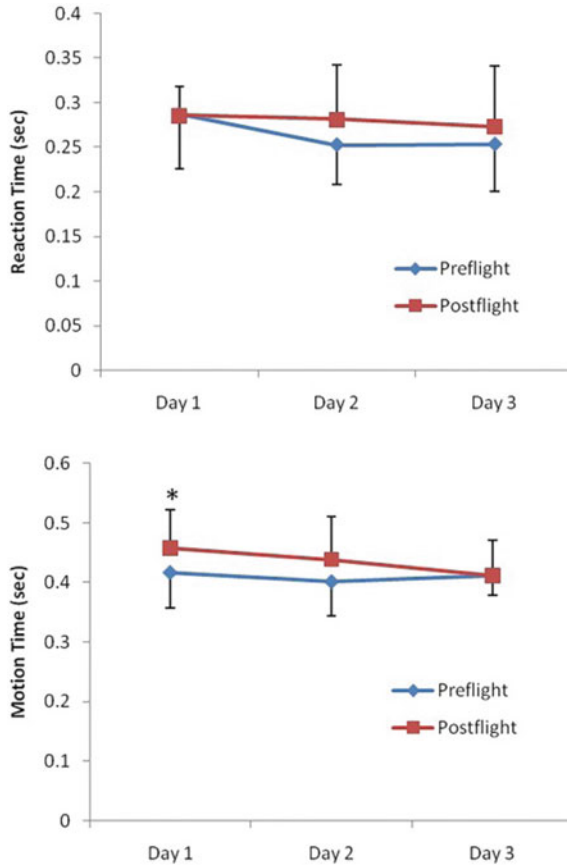 0.4
0.35
0.3
0.25
0.2
0.15
0.1
0.05
0
Reaction Time (sec)
Preflight
Postflight
Day 1 Day 2 Day 3
0.6
0.5
0.4
0.3
0.2
0.1
0
Motion Time (sec)
*
Preflight
Postflight
Day 1 Day 2 Day 3